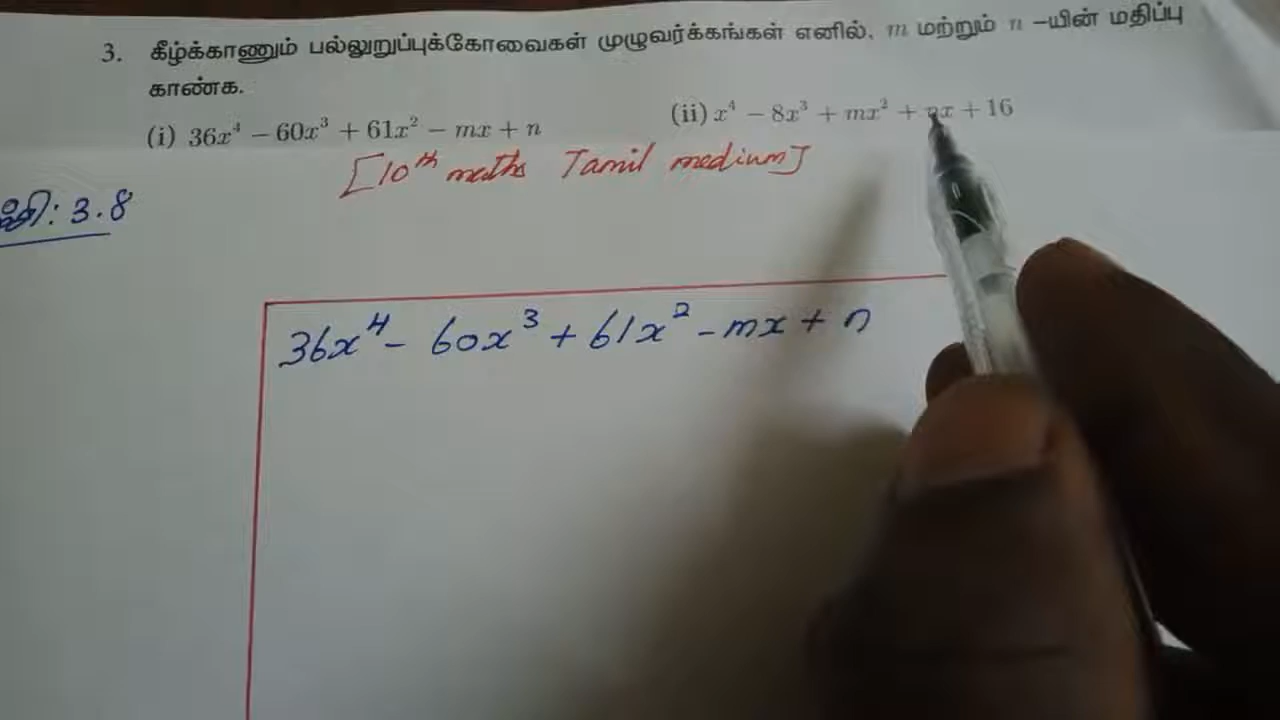 3. கீழ்க்காணும் பல்லுறுப்புக்கோவைகள் முழுவர்க்கங்கள் எனில், m மற்றும் n –யின் மதிப்பு
காண்க.
(i) 36x⁴ − 60x³ + 61x² − mx + n (ii) x⁴ − 8x³ + mx² + nx + 16
[10th maths Tamil medium]
3.8
36x⁴ − 60x³ + 61x² − mx + n